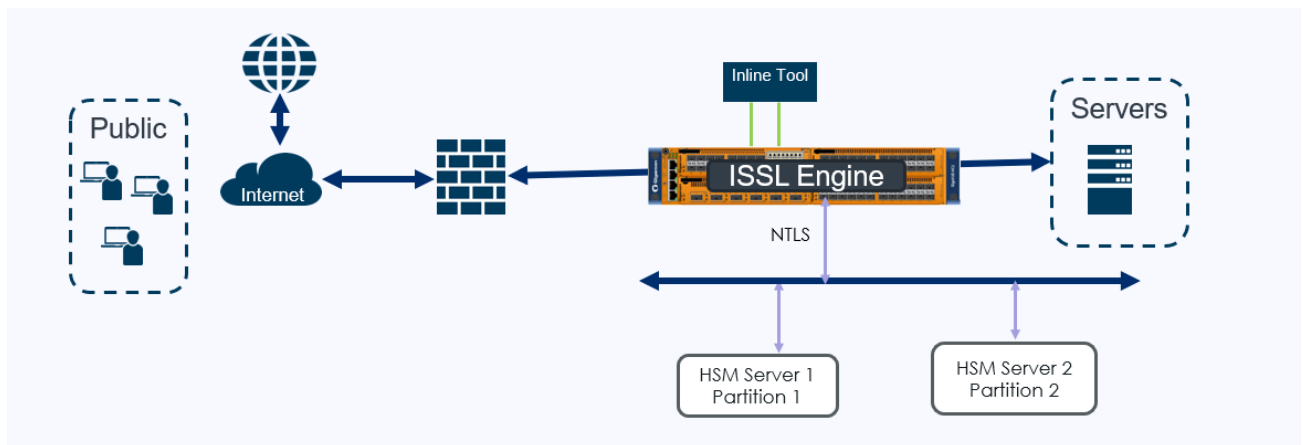 Public
Internet
Inline Tool
ISSL Engine
Servers
NTLS
HSM Server 1
Partition 1
HSM Server 2
Partition 2